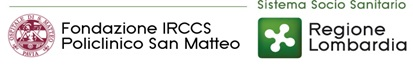 Sistema Socio Sanitario
Fondazione IRCCS
Policlinico San Matteo
Regione
Lombardia